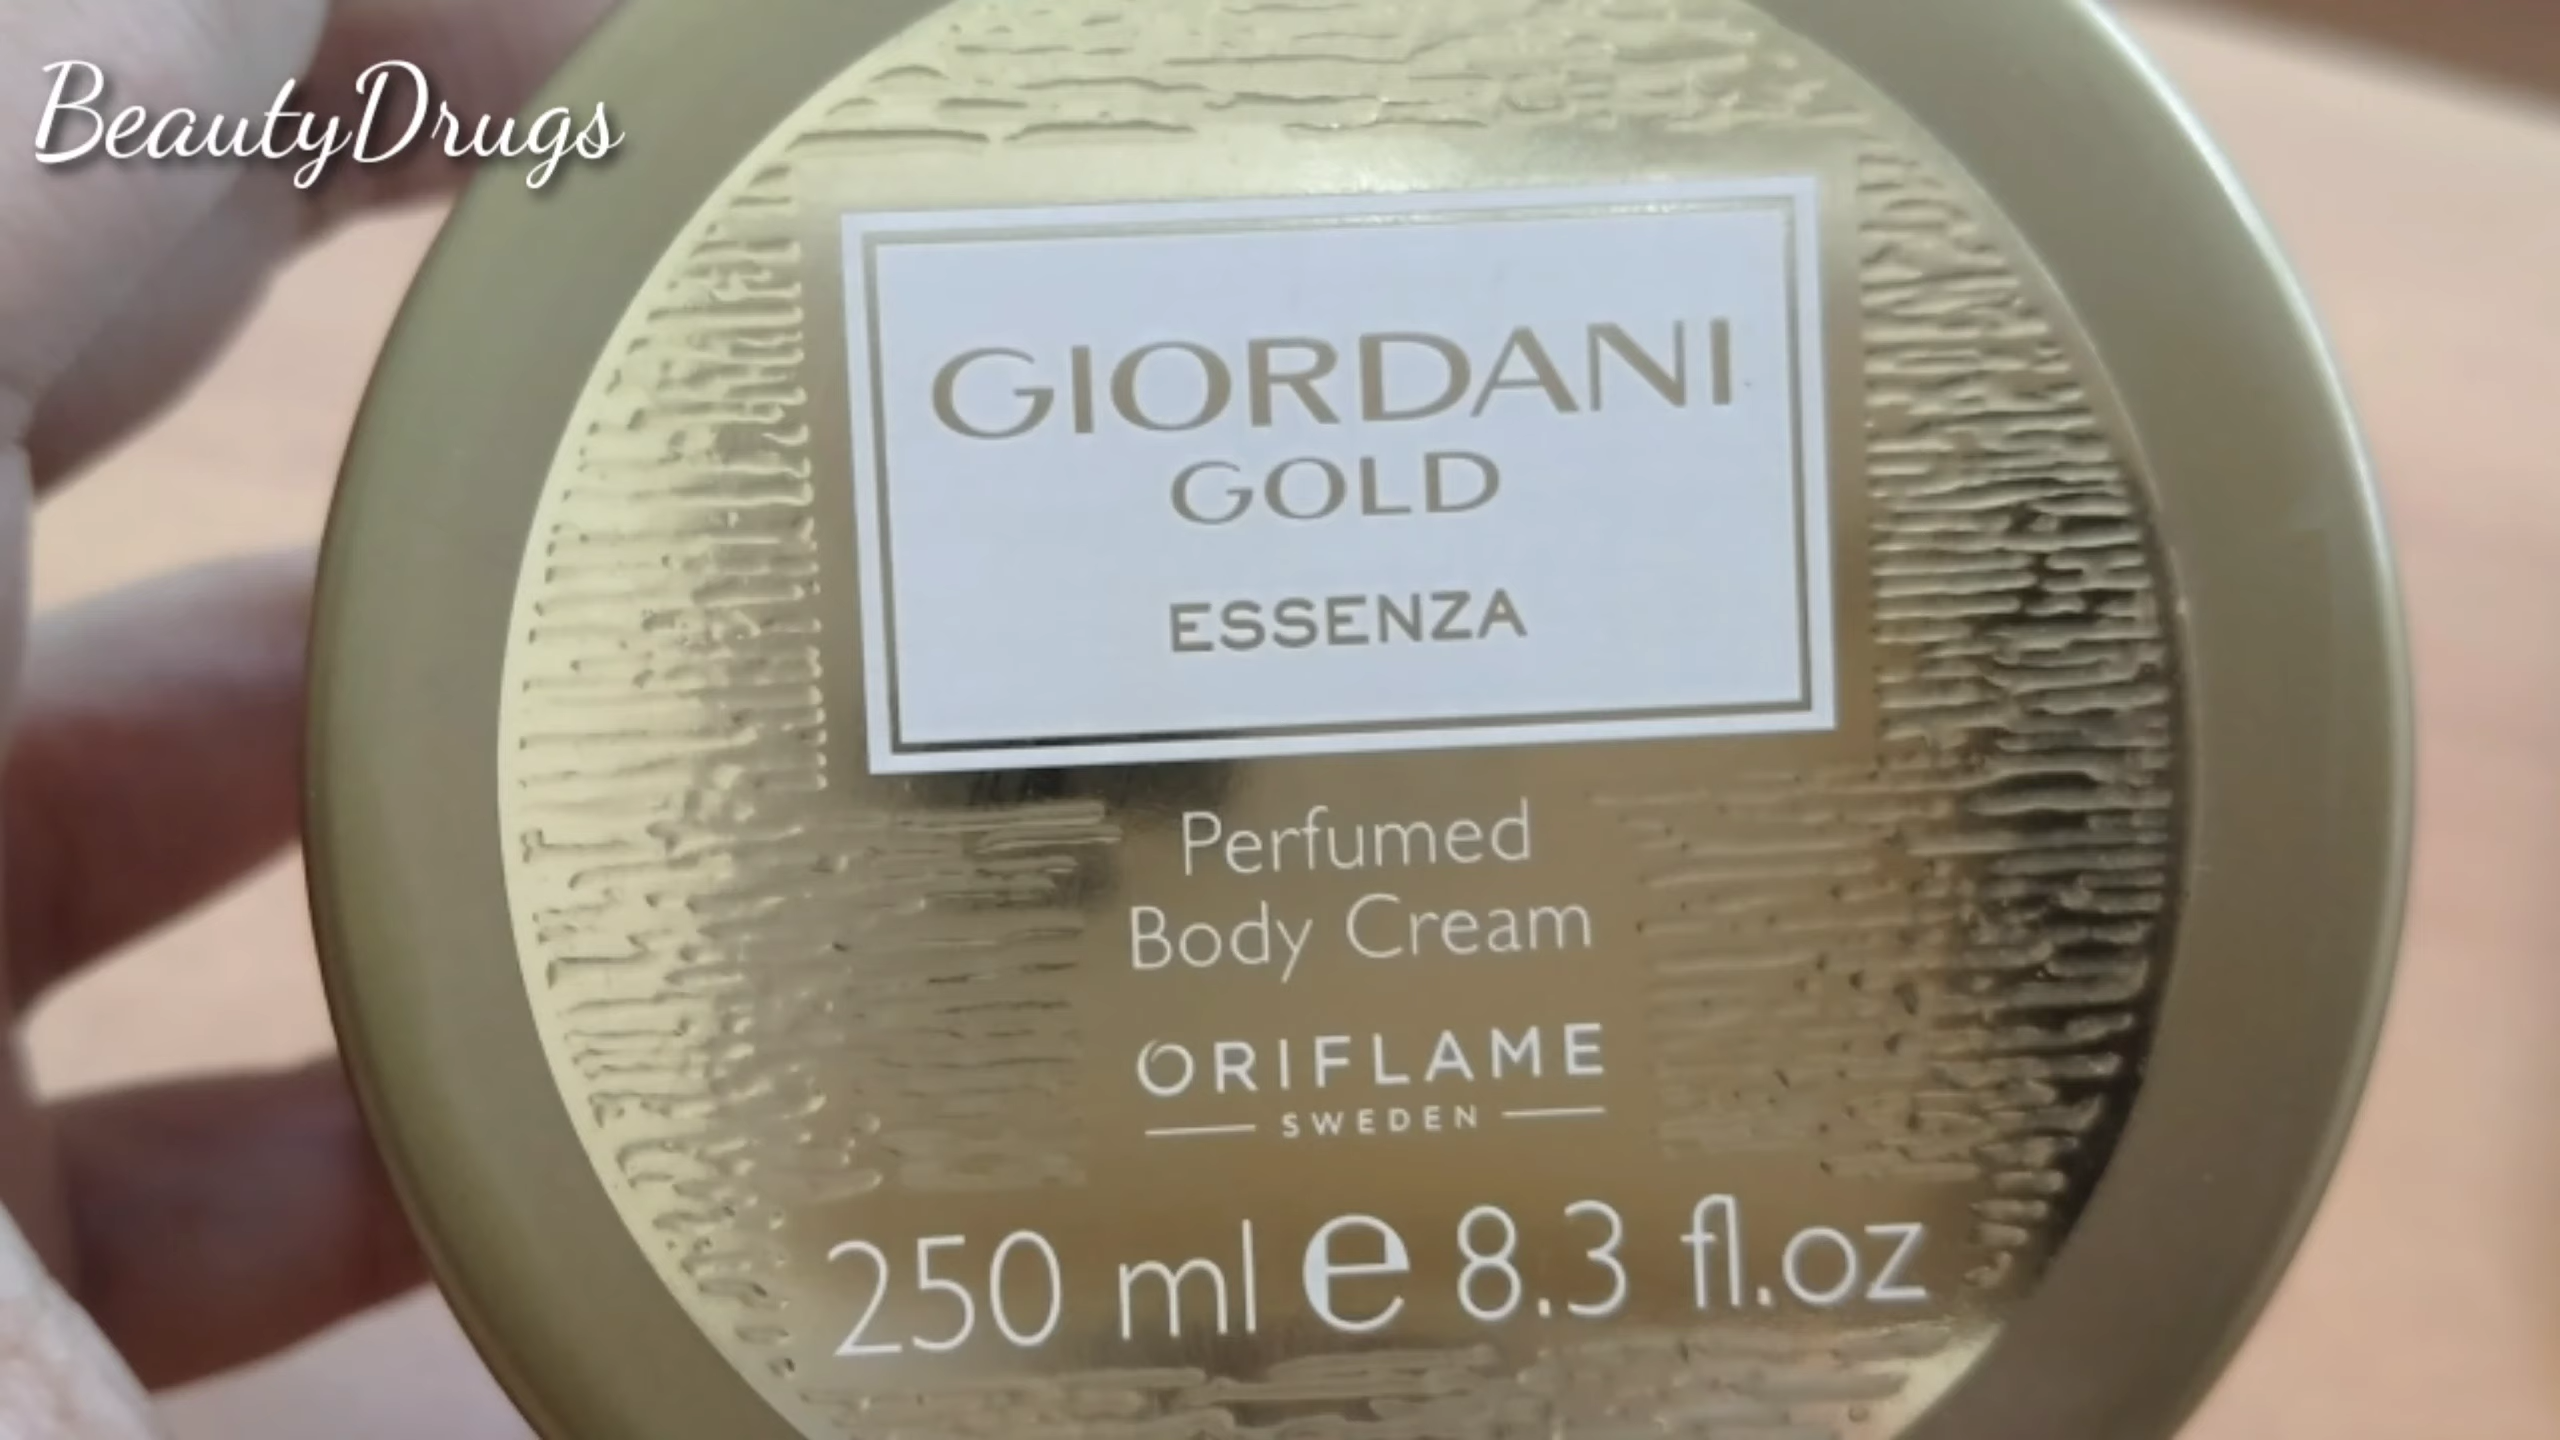 BeautyDrugs
GIORDANI
GOLD
ESSENZA
Perfumed
Body Cream
ORIFLAME
SWEDEN
250 ml e 8.3 fl.oz